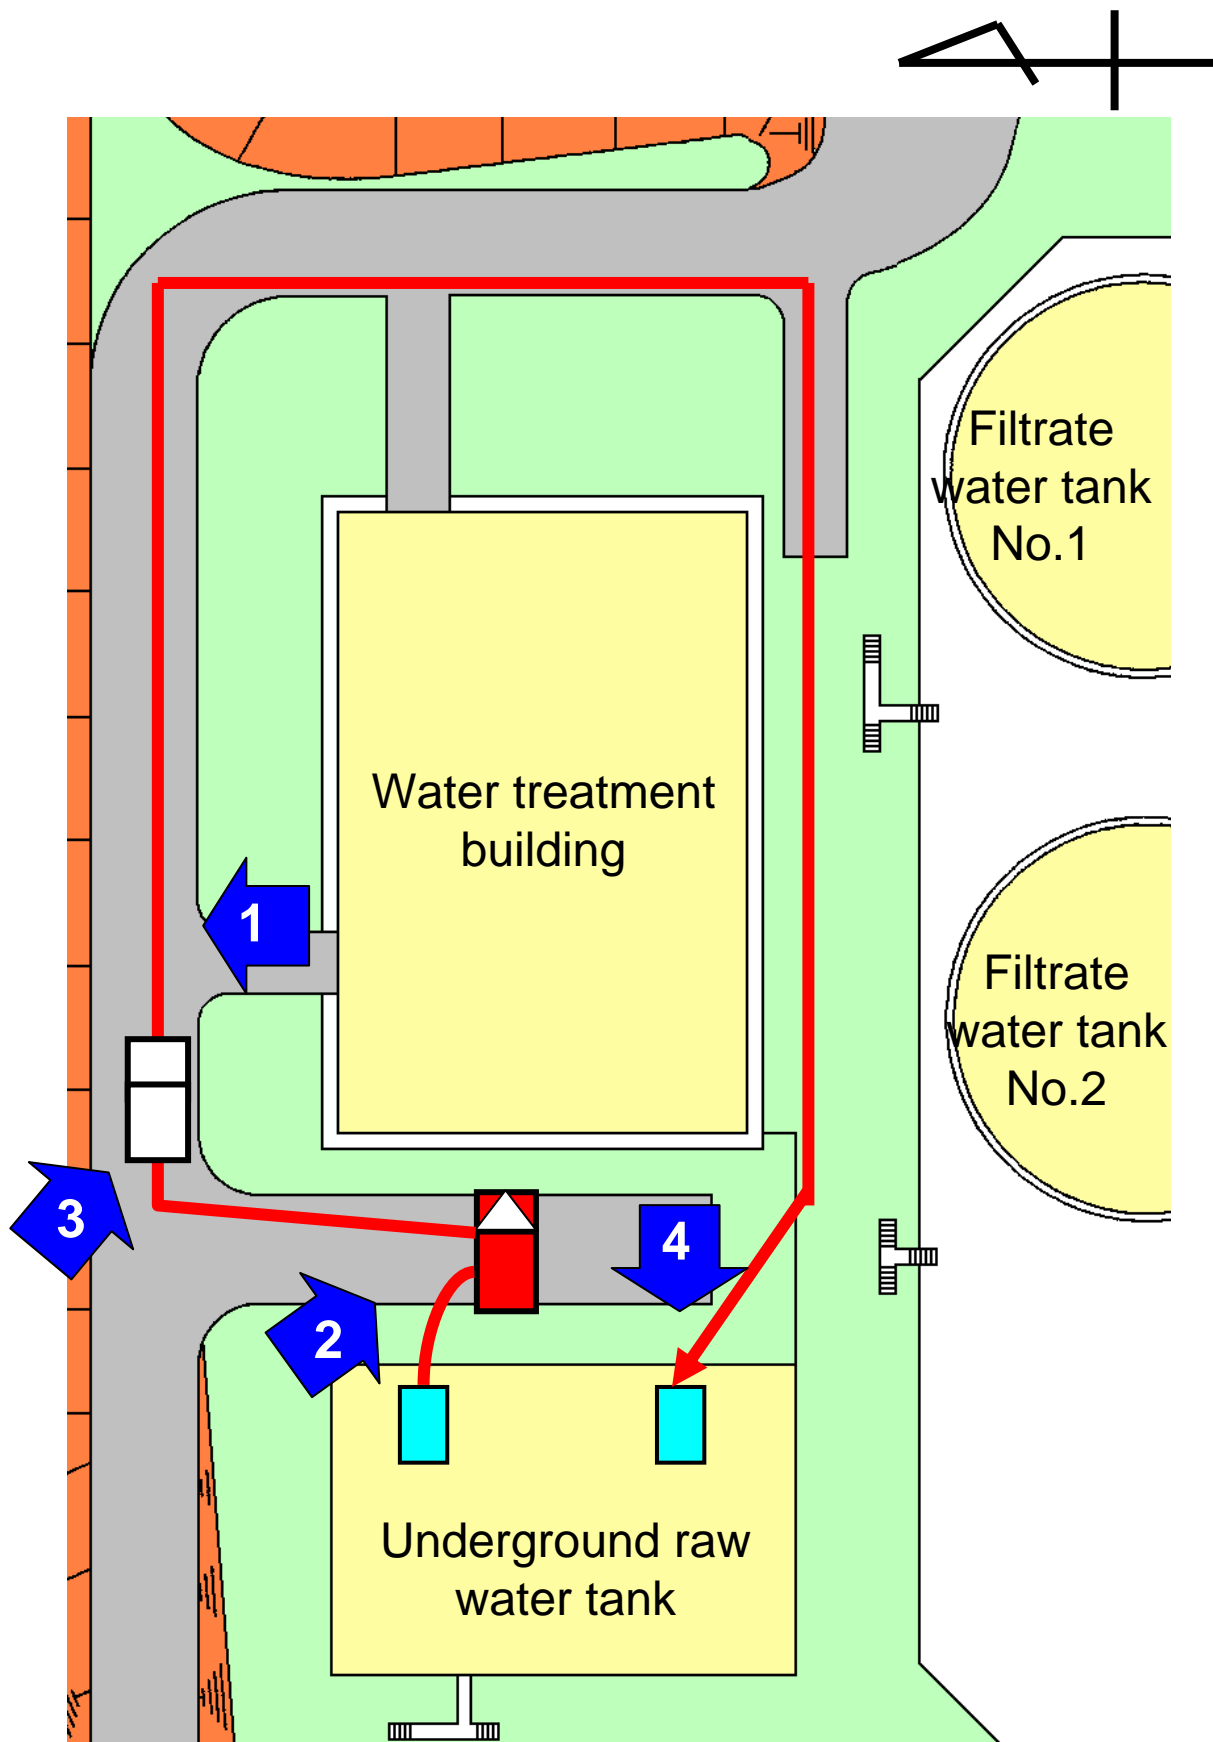 Filtrate
water tank
No.1
Water treatment
building
1
Filtrate
water tank
No.2
3
4
2
Underground raw
water tank